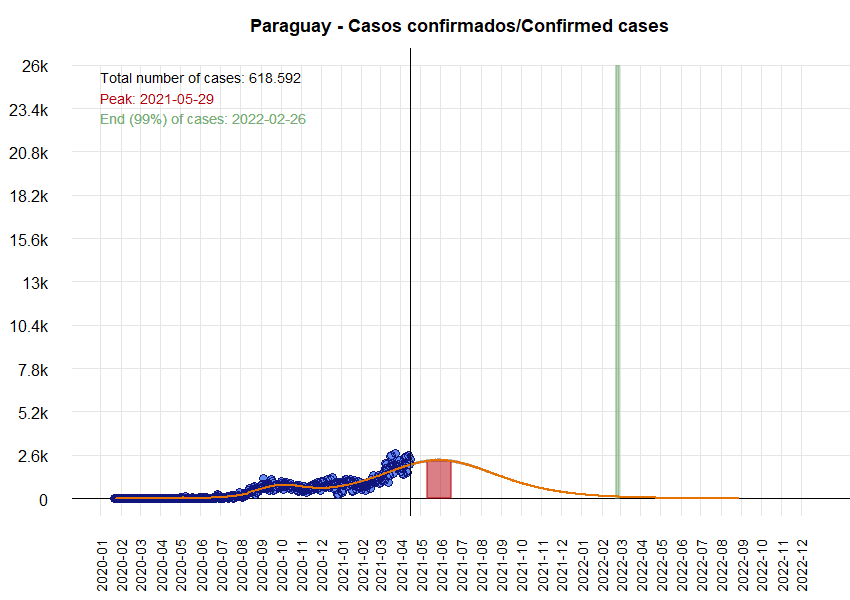 Paraguay - Casos confirmados/Confirmed cases
Total number of cases: 618.592
Peak: 2021-05-29
End (99%) of cases: 2022-02-26
26k
23.4k
20.8k
18.2k
15.6k
13k
10.4k
7.8k
5.2k
2.6k
0
2020-01
2020-02
2020-03
2020-04
2020-05
2020-06
2020-07
2020-08
2020-09
2020-10
2020-11
2020-12
2021-01
2021-02
2021-03
2021-04
2021-05
2021-06
2021-07
2021-08
2021-09
2021-10
2021-11
2021-12
2022-01
2022-02
2022-03
2022-04
2022-05
2022-06
2022-07
2022-08
2022-09
2022-10
2022-11
2022-12